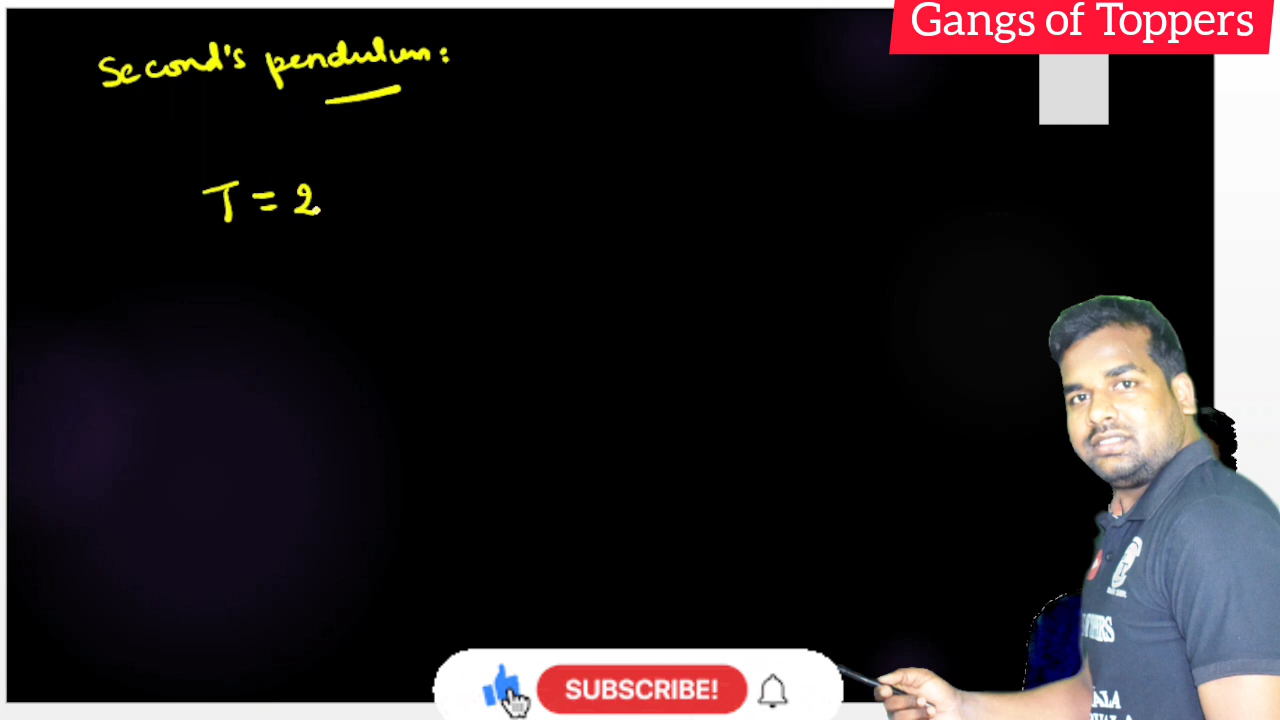 Gangs of Toppers
Second's pendulum:
T = 2
SUBSCRIBE!